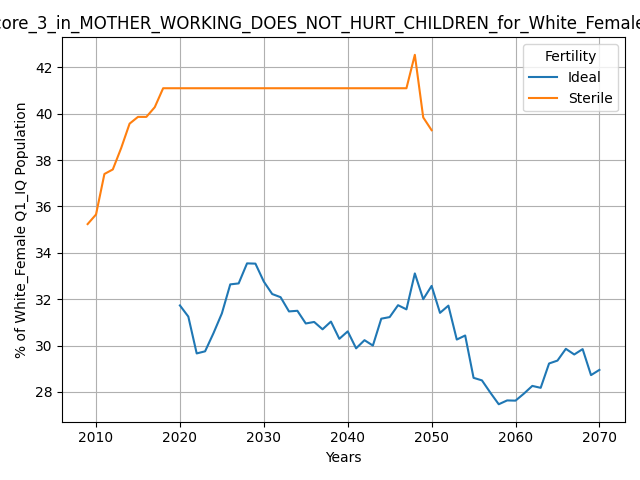 core_3_in_MOTHER_WORKING_DOES_NOT_HURT_CHILDREN_for_White_Female
Fertility
Ideal
Sterile
% of White_Female Q1_IQ Population
42
40
38
36
34
32
30
28
2010 2020 2030 2040 2050 2060 2070
Years